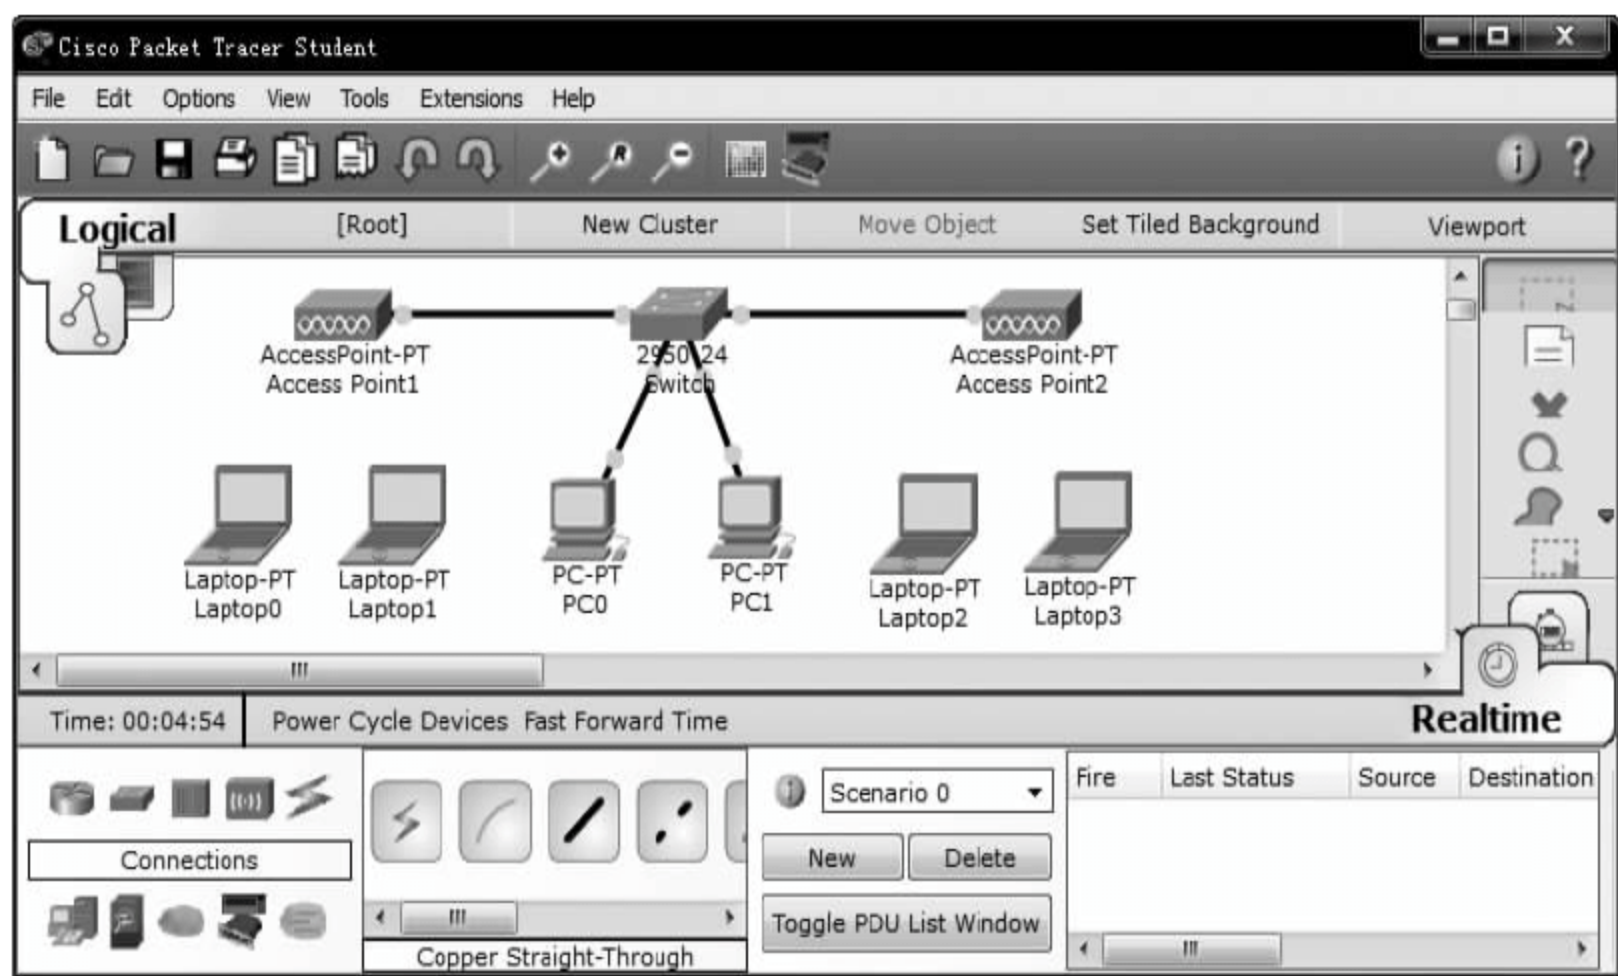 Cisco Packet Tracer Student
File Edit Options View Tools Extensions Help
Logical [Root] New Cluster Move Object Set Tiled Background Viewport
AccessPoint-PT
Access Point1
2950-24
Switch
AccessPoint-PT
Access Point2
Laptop-PT
Laptop0
Laptop-PT
Laptop1
PC-PT
PC0
PC-PT
PC1
Laptop-PT
Laptop2
Laptop-PT
Laptop3
Time: 00:04:54 Power Cycle Devices Fast Forward Time Realtime
Connections
Copper Straight-Through
Scenario 0
New Delete
Toggle PDU List Window
Fire Last Status Source Destination